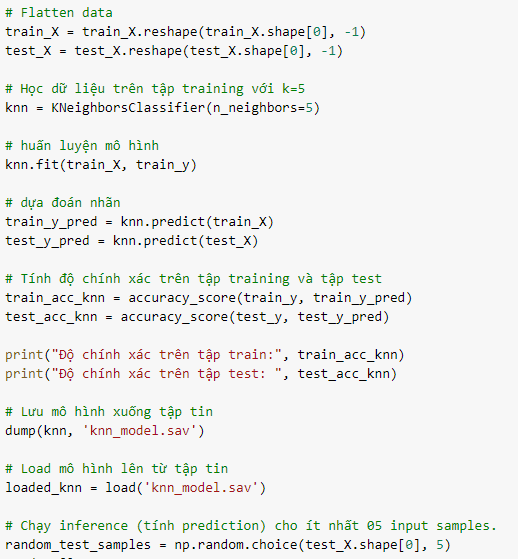 # Flatten data
train_X = train_X.reshape(train_X.shape[0], -1)
test_X = test_X.reshape(test_X.shape[0], -1)
# Học dữ liệu trên tập training với k=5
knn = KNeighborsClassifier(n_neighbors=5)
# huấn luyện mô hình
knn.fit(train_X, train_y)
# dựa đoán nhãn
train_y_pred = knn.predict(train_X)
test_y_pred = knn.predict(test_X)
# Tính độ chính xác trên tập training và tập test
train_acc_knn = accuracy_score(train_y, train_y_pred)
test_acc_knn = accuracy_score(test_y, test_y_pred)
print("Độ chính xác trên tập train:", train_acc_knn)
print("Độ chính xác trên tập test: ", test_acc_knn)
# Lưu mô hình xuống tập tin
dump(knn, 'knn_model.sav')
# Load mô hình lên từ tập tin
loaded_knn = load('knn_model.sav')
# Chạy inference (tính prediction) cho ít nhất 05 input samples.
random_test_samples = np.random.choice(test_X.shape[0], 5)